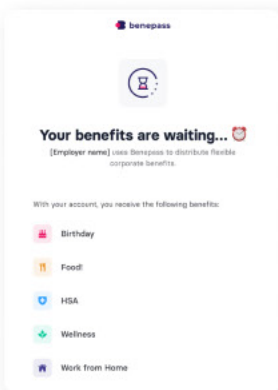 benepass
Your benefits are waiting... ⏰
[Employer name] uses Benepass to distribute flexible
corporate benefits.
With your account, you receive the following benefits:
Birthday
Food!
HSA
Wellness
Work from Home